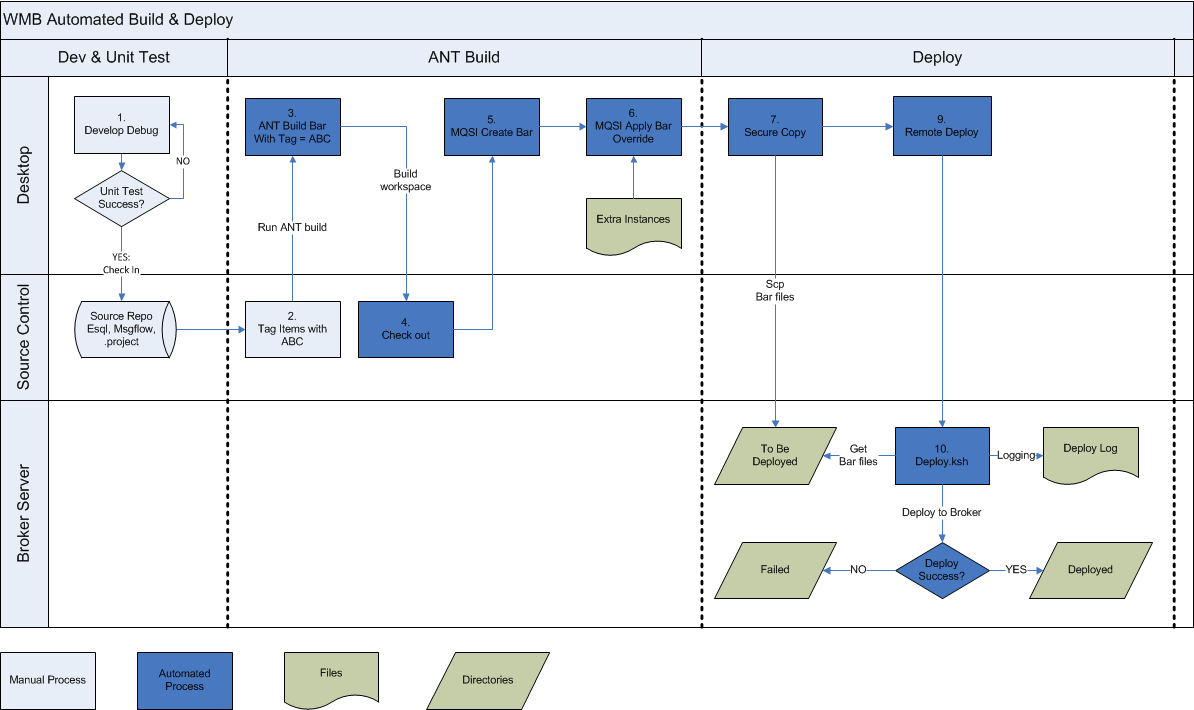 WMB Automated Build & Deploy
Dev & Unit Test
ANT Build
Deploy
Desktop
1.
Develop Debug
NO
Unit Test
Success?
YES:
Check In
3.
ANT Build Bar
With Tag = ABC
Run ANT build
Build
workspace
5.
MQSI Create Bar
6.
MQSI Apply Bar
Override
Extra Instances
7.
Secure Copy
9.
Remote Deploy
Source Control
Source Repo
Esql, Msgflow,
.project
2.
Tag Items with
ABC
4.
Check out
Scp
Bar files
Broker Server
To Be
Deployed
Get
Bar files
10.
Deploy.ksh
Logging
Deploy Log
Deploy to Broker
Failed
NO
Deploy
Success?
YES
Deployed
Manual Process
Automated
Process
Files
Directories